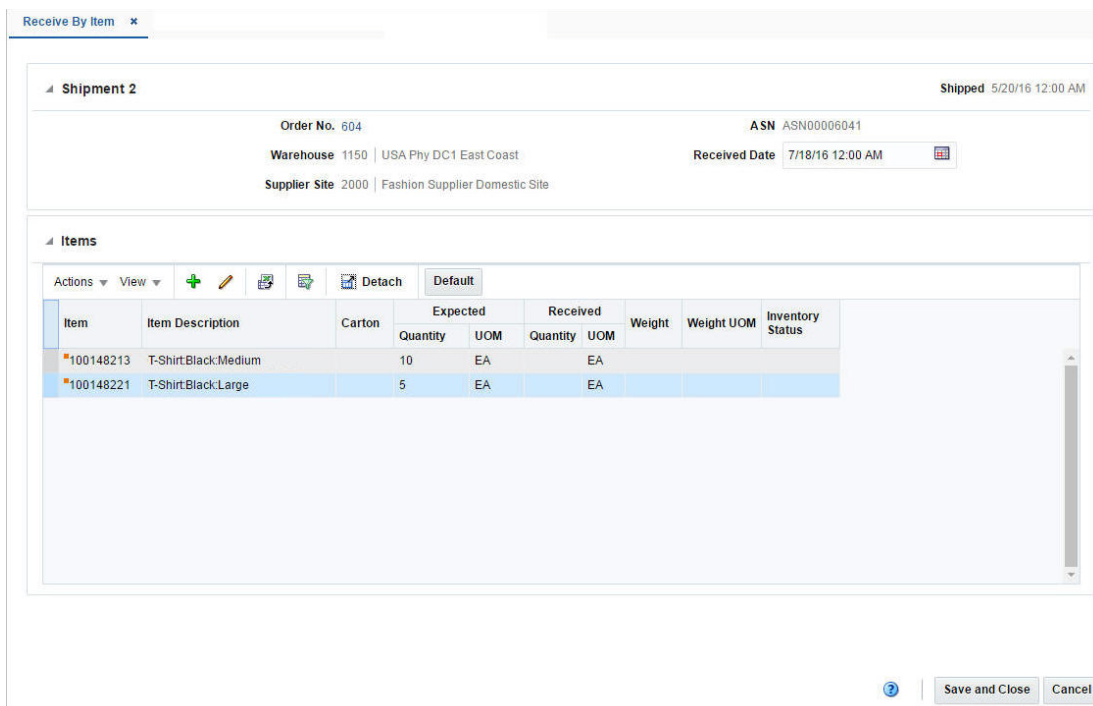 Receive By Item
Shipment 2 Shipped 5/20/16 12:00 AM
Order No. 604 ASN ASN00006041
Warehouse 1150 USA Phy DC1 East Coast Received Date 7/18/16 12:00 AM
Supplier Site 2000 Fashion Supplier Domestic Site
Items
Actions View Detach Default
Item Item Description Carton Expected Received Weight Weight UOM Inventory Status
Quantity UOM Quantity UOM
100148213 T-Shirt:Black:Medium 10 EA EA
100148221 T-Shirt:Black:Large 5 EA EA
? Save and Close Cancel